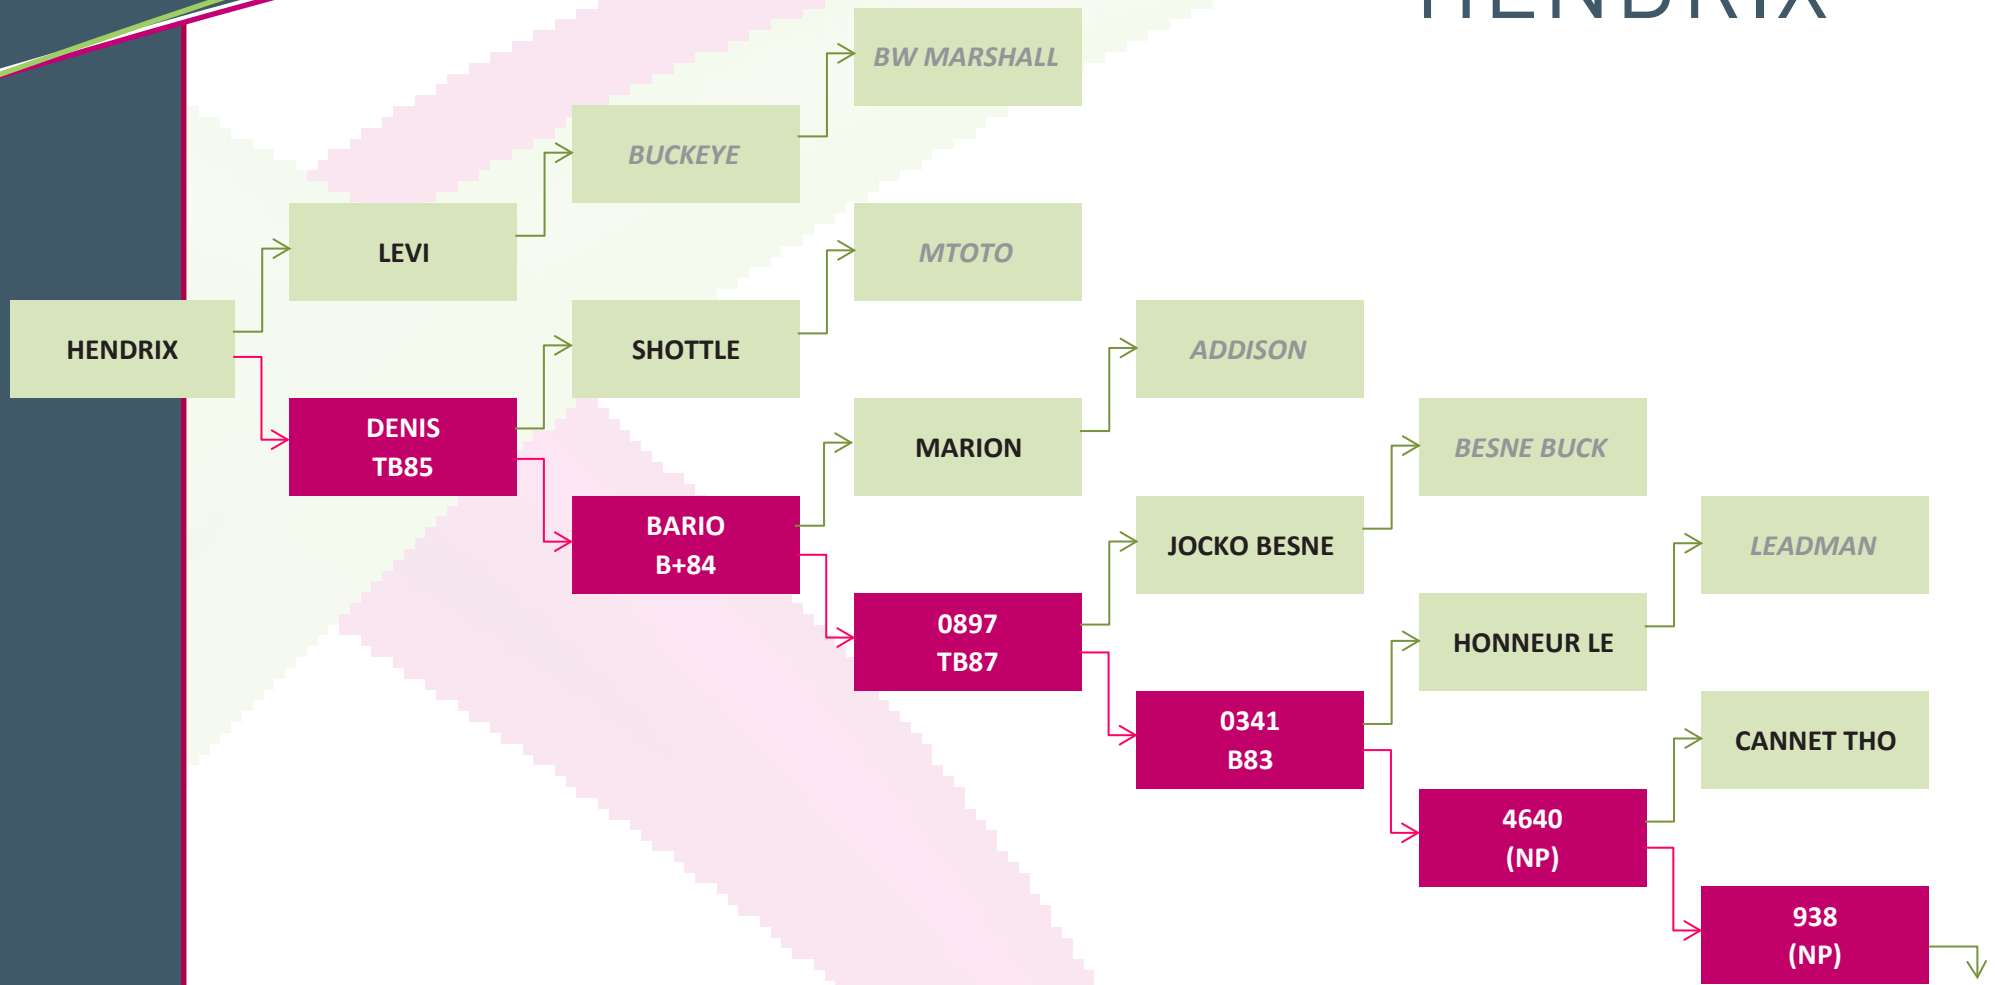 HENDRIX
BW MARSHALL
BUCKEYE
LEVI
MTOTO
HENDRIX
SHOTTLE
ADDISON
DENIS
TB85
MARION
BESNE BUCK
BARIO
B+84
JOCKO BESNE
LEADMAN
0897
TB87
HONNEUR LE
0341
B83
CANNET THO
4640
(NP)
938
(NP)